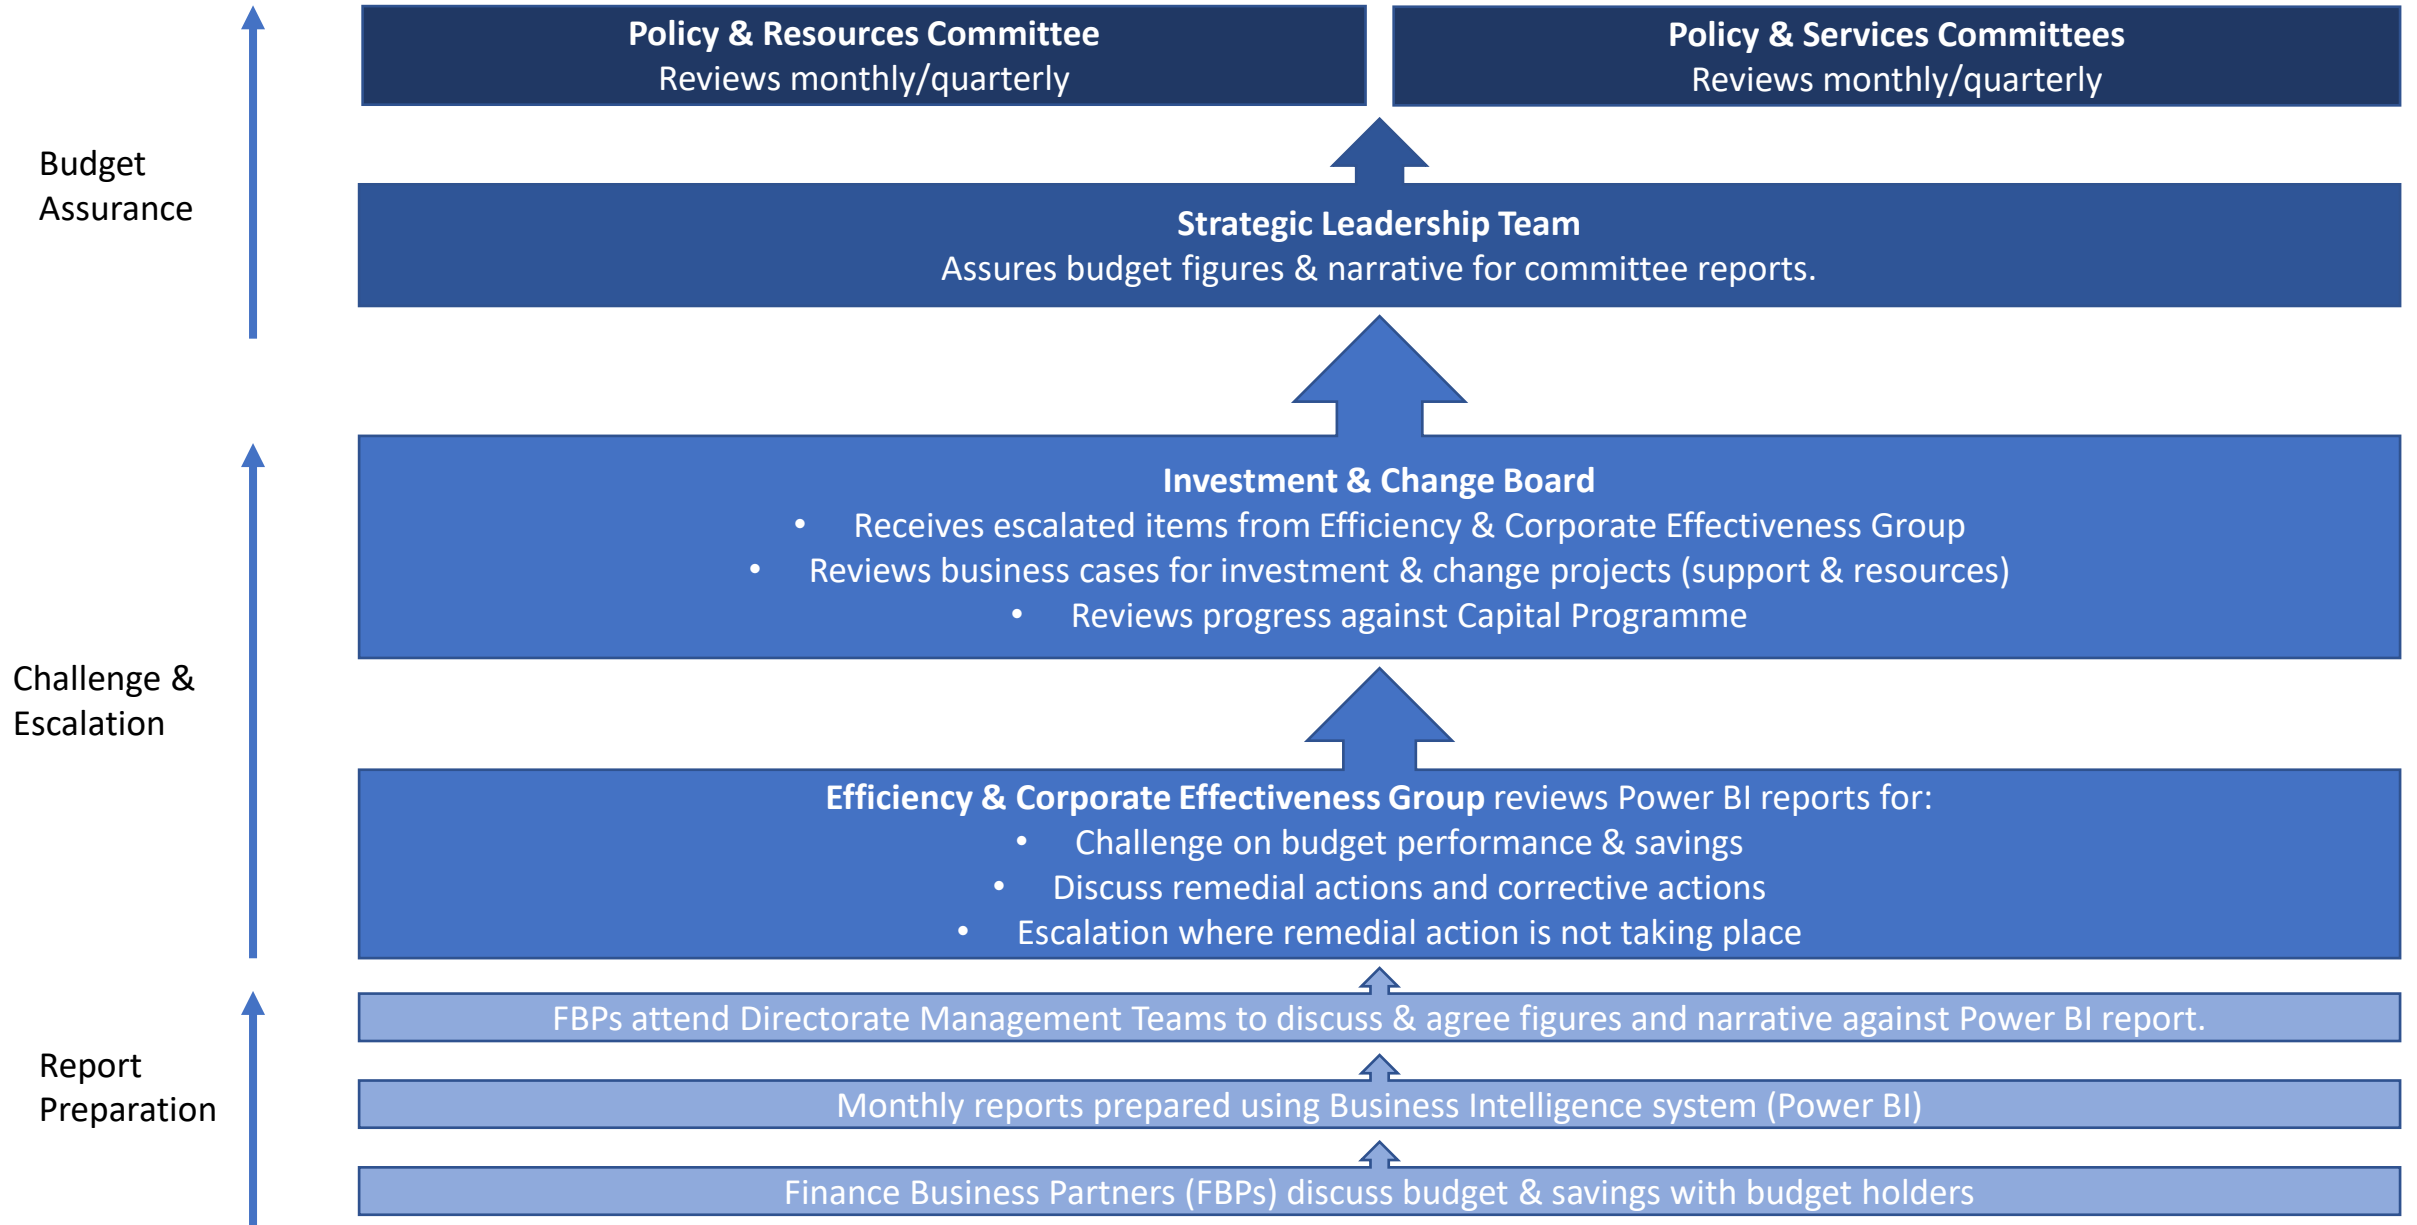 Policy & Resources Committee
Reviews monthly/quarterly
Policy & Services Committees
Reviews monthly/quarterly
Budget
Assurance
Strategic Leadership Team
Assures budget figures & narrative for committee reports.
Investment & Change Board
• Receives escalated items from Efficiency & Corporate Effectiveness Group
• Reviews business cases for investment & change projects (support & resources)
• Reviews progress against Capital Programme
Challenge &
Escalation
Efficiency & Corporate Effectiveness Group reviews Power BI reports for:
• Challenge on budget performance & savings
• Discuss remedial actions and corrective actions
• Escalation where remedial action is not taking place
FBPs attend Directorate Management Teams to discuss & agree figures and narrative against Power BI report.
Report
Preparation
Monthly reports prepared using Business Intelligence system (Power BI)
Finance Business Partners (FBPs) discuss budget & savings with budget holders